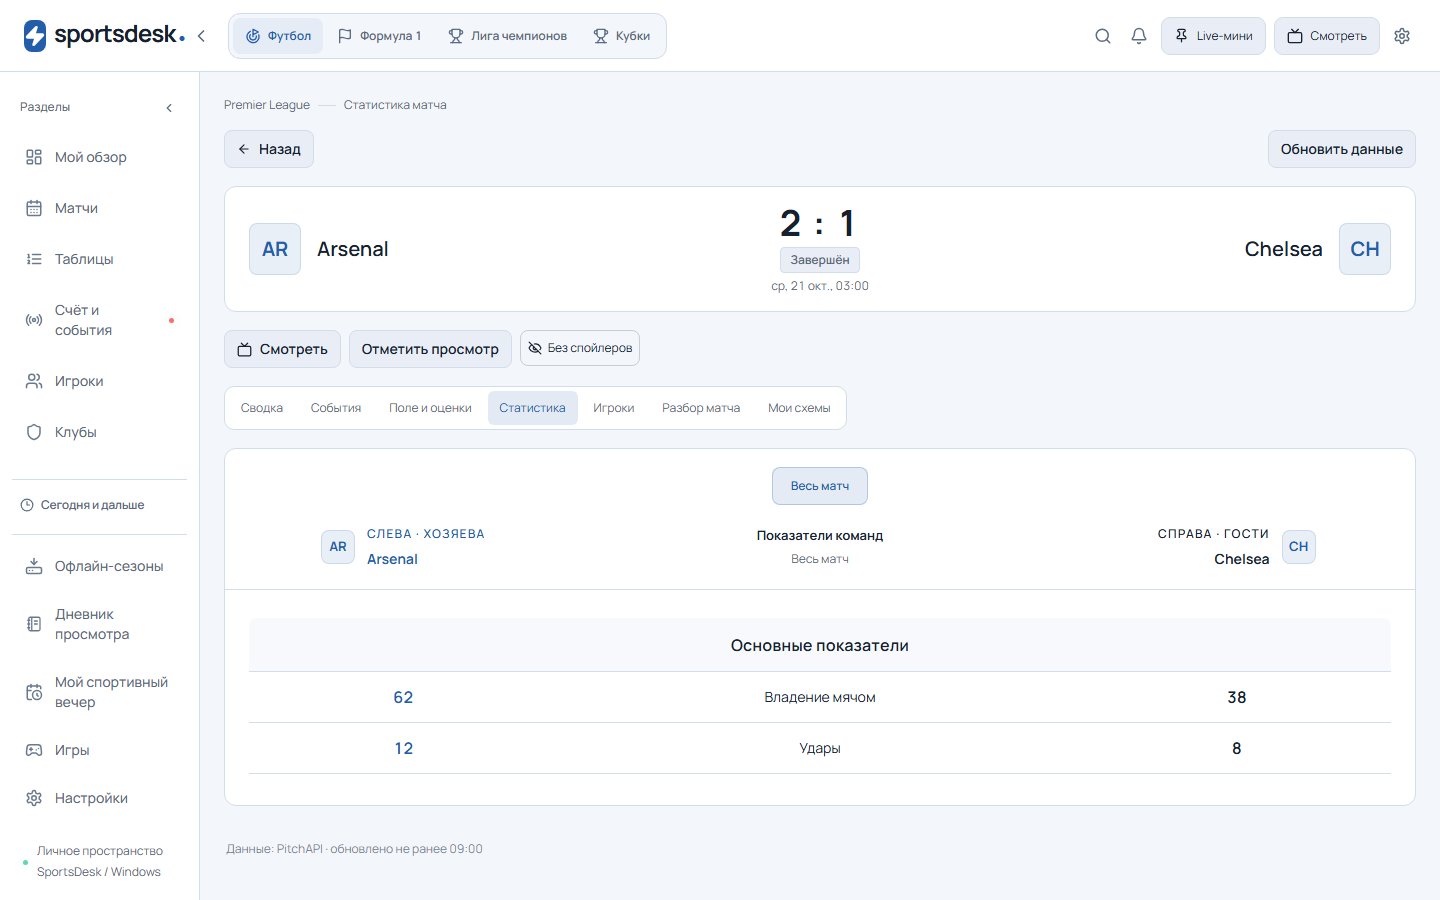 sportsdesk.
Футбол
Формула 1
Лига чемпионов
Кубки
Live-мини
Смотреть
Разделы
Мой обзор
Матчи
Таблицы
Счёт и
события
Игроки
Клубы
Сегодня и дальше
Офлайн-сезоны
Дневник
просмотра
Мой спортивный
вечер
Игры
Настройки
Личное пространство
SportsDesk / Windows
Premier League — Статистика матча
Назад
Обновить данные
AR
Arsenal
2 : 1
Завершён
ср, 21 окт., 03:00
Chelsea
CH
Смотреть
Отметить просмотр
Без спойлеров
Сводка
События
Поле и оценки
Статистика
Игроки
Разбор матча
Мои схемы
Весь матч
AR
СЛЕВА · ХОЗЯЕВА
Arsenal
Показатели команд
Весь матч
СПРАВА · ГОСТИ
Chelsea
CH
Основные показатели
62 Владение мячом 38
12 Удары 8
Данные: PitchAPI · обновлено не ранее 09:00